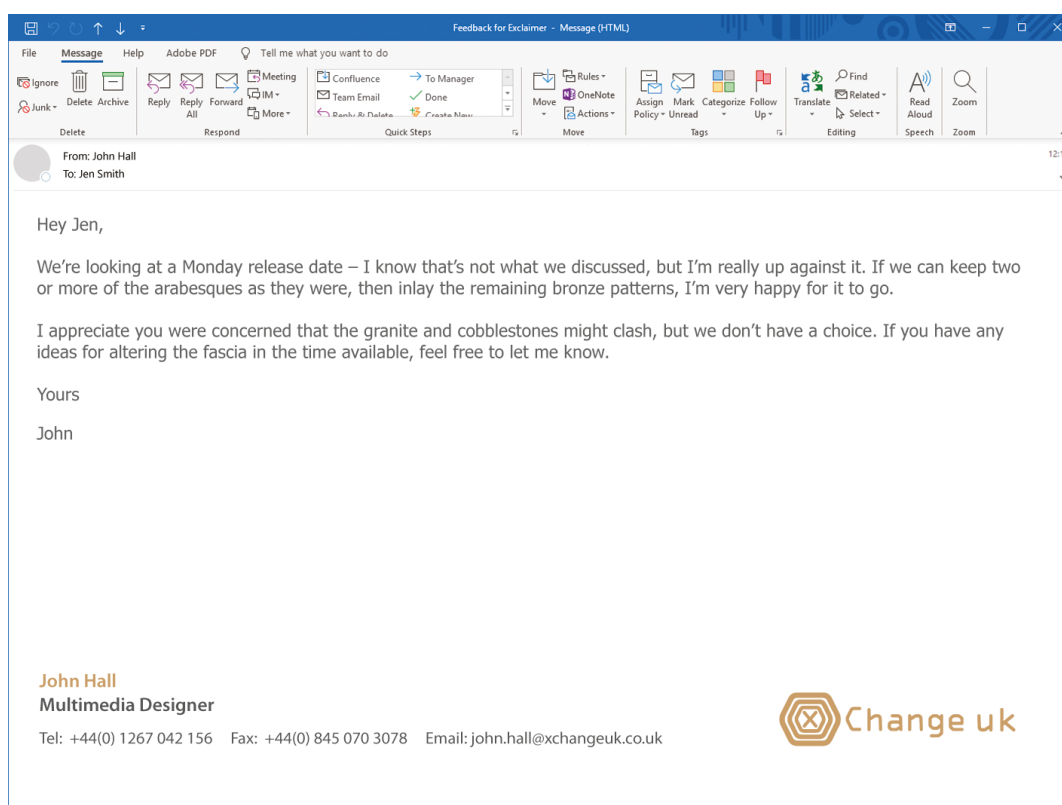 Feedback for Exclaimer - Message (HTML)
File Message Help Adobe PDF Tell me what you want to do
Ignore
Junk
Delete Archive
Reply Reply All Forward
Meeting
IM
More
Confluence To Manager
Team Email Done
Reply & Delete Create New
Move
Rules
OneNote
Actions
Assign Policy Mark Unread Categorize Follow Up
Translate
Find
Related
Select
Read Aloud
Zoom
Delete Respond Quick Steps Move Tags Editing Speech Zoom
From: John Hall
To: Jen Smith
Hey Jen,
We’re looking at a Monday release date – I know that’s not what we discussed, but I’m really up against it. If we can keep two
or more of the arabesques as they were, then inlay the remaining bronze patterns, I’m very happy for it to go.
I appreciate you were concerned that the granite and cobblestones might clash, but we don’t have a choice. If you have any
ideas for altering the fascia in the time available, feel free to let me know.
Yours
John
John Hall
Multimedia Designer
Tel: +44(0) 1267 042 156 Fax: +44(0) 845 070 3078 Email: john.hall@xchangeuk.co.uk
XChange uk